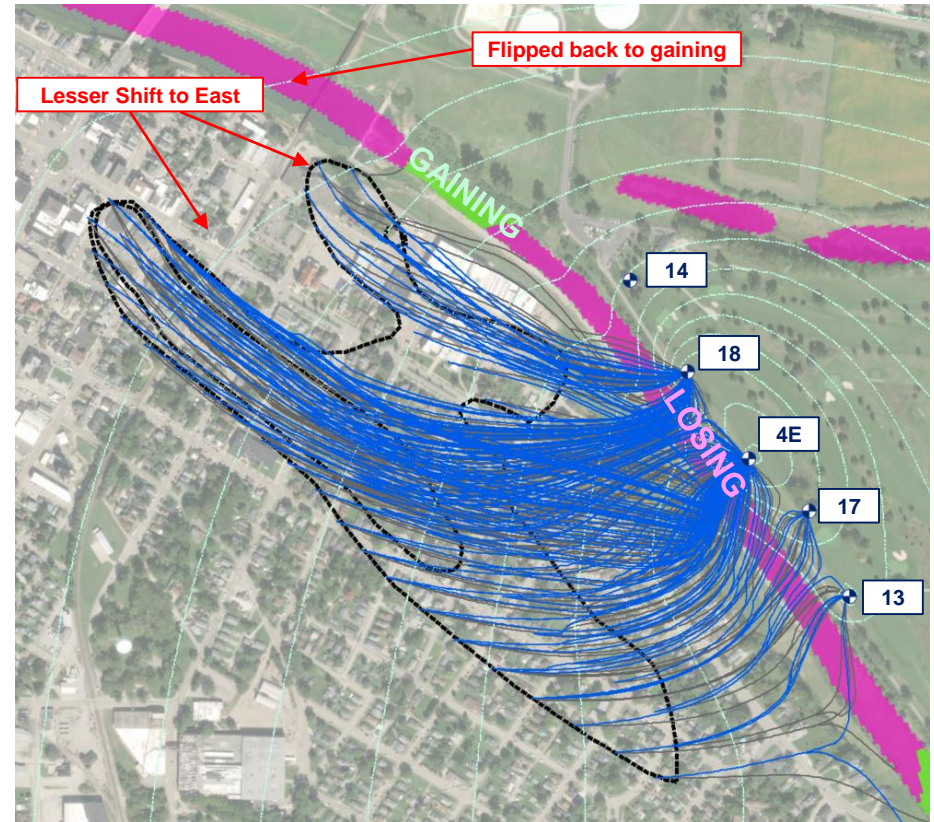 Flipped back to gaining
Lesser Shift to East
GAINING
14
18
LOSING
4E
17
13